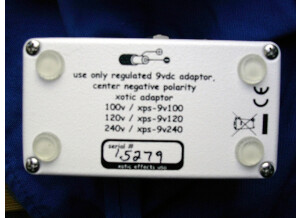 use only regulated 9vdc adaptor,
center negative polarity
xotic adaptor
100v / xps-9v100
120v / xps-9v120
240v / xps-9v240
CE
serial #
15279
xotic effects usa